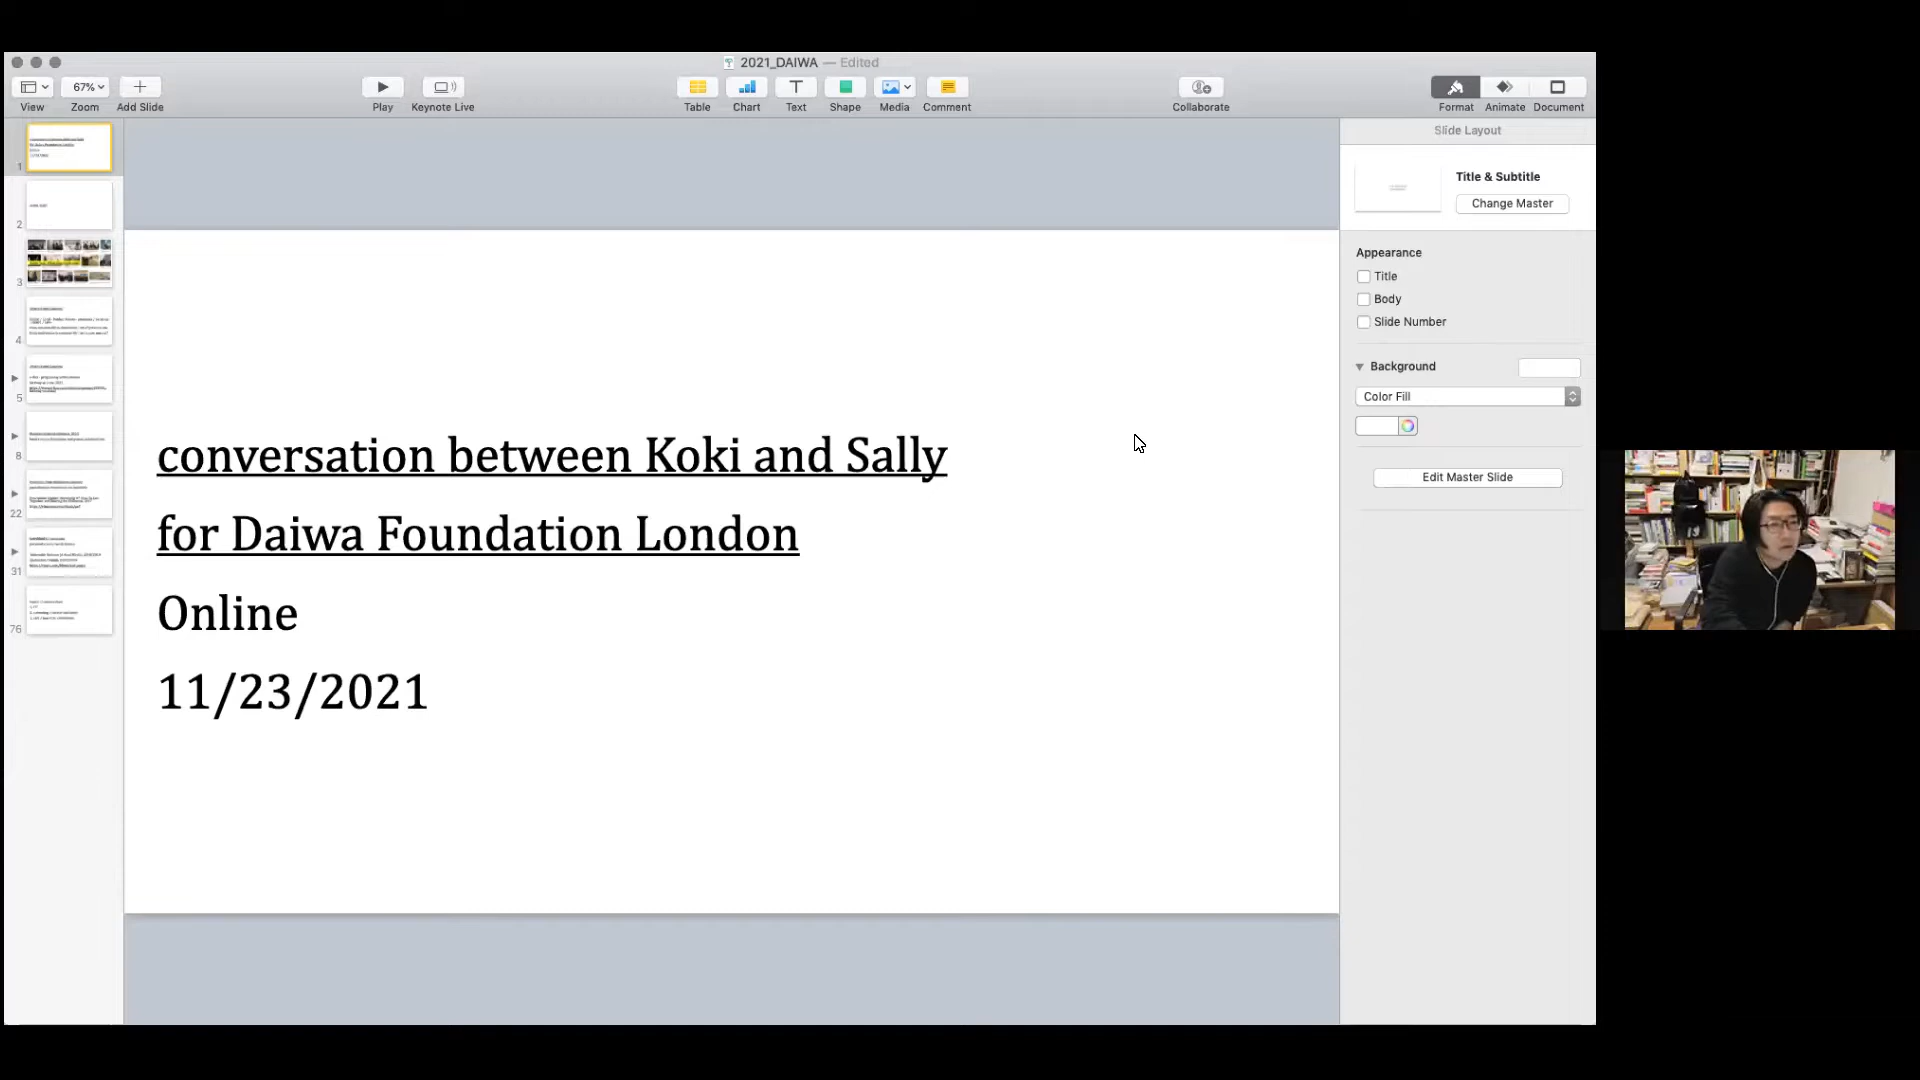 2021_DAIWA — Edited
67%
View
Zoom
Add Slide
Play
Keynote Live
Table
Chart
Text
Shape
Media
Comment
Collaborate
Format
Animate
Document
1
2
3
4
5
8
22
31
76
conversation between Koki and Sally
for Daiwa Foundation London
Online
11/23/2021
Slide Layout
Title & Subtitle
Change Master
Appearance
Title
Body
Slide Number
Background
Color Fill
Edit Master Slide